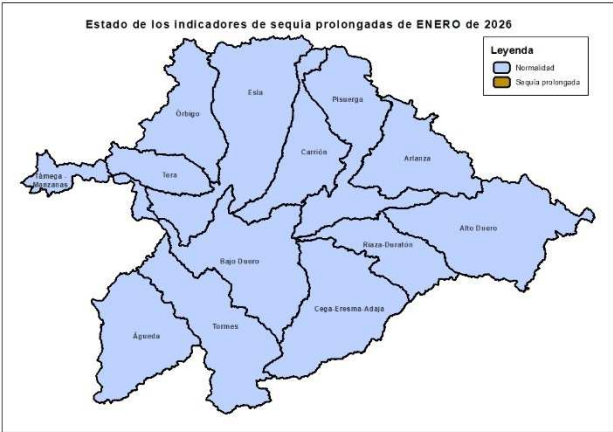 Estado de los indicadores de sequia prolongadas de ENERO de 2026
Leyenda
Normalidad
Sequía prolongada
Esla
Pisuerga
Órbigo
Carrión
Arlanza
Támega -
Manzanas
Tera
Alto Duero
Riaza-Duratón
Bajo Duero
Cega-Eresma-Adaja
Tormes
Águeda